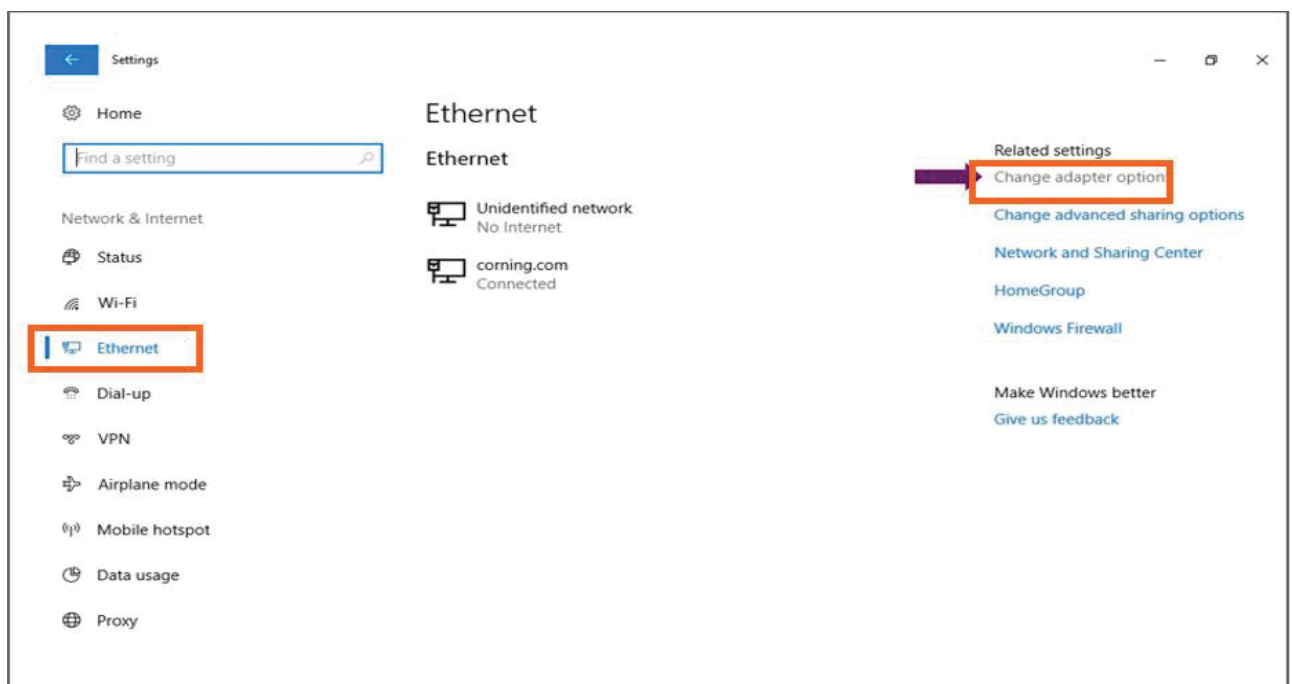 Settings
Home
Find a setting
Network & Internet
Status
Wi-Fi
Ethernet
Dial-up
VPN
Airplane mode
Mobile hotspot
Data usage
Proxy
Ethernet
Ethernet
Unidentified network
No Internet
corning.com
Connected
Related settings
Change adapter option
Change advanced sharing options
Network and Sharing Center
HomeGroup
Windows Firewall
Make Windows better
Give us feedback